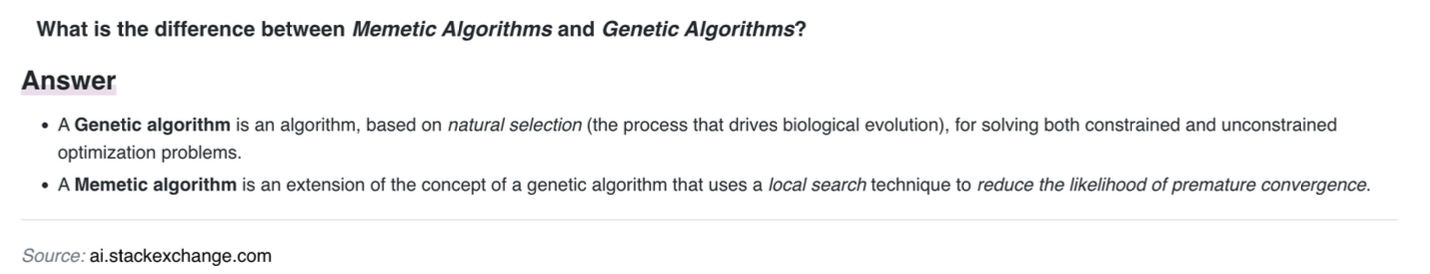 What is the difference between Memetic Algorithms and Genetic Algorithms?
Answer
• A Genetic algorithm is an algorithm, based on natural selection (the process that drives biological evolution), for solving both constrained and unconstrained
optimization problems.
• A Memetic algorithm is an extension of the concept of a genetic algorithm that uses a local search technique to reduce the likelihood of premature convergence.
Source: ai.stackexchange.com